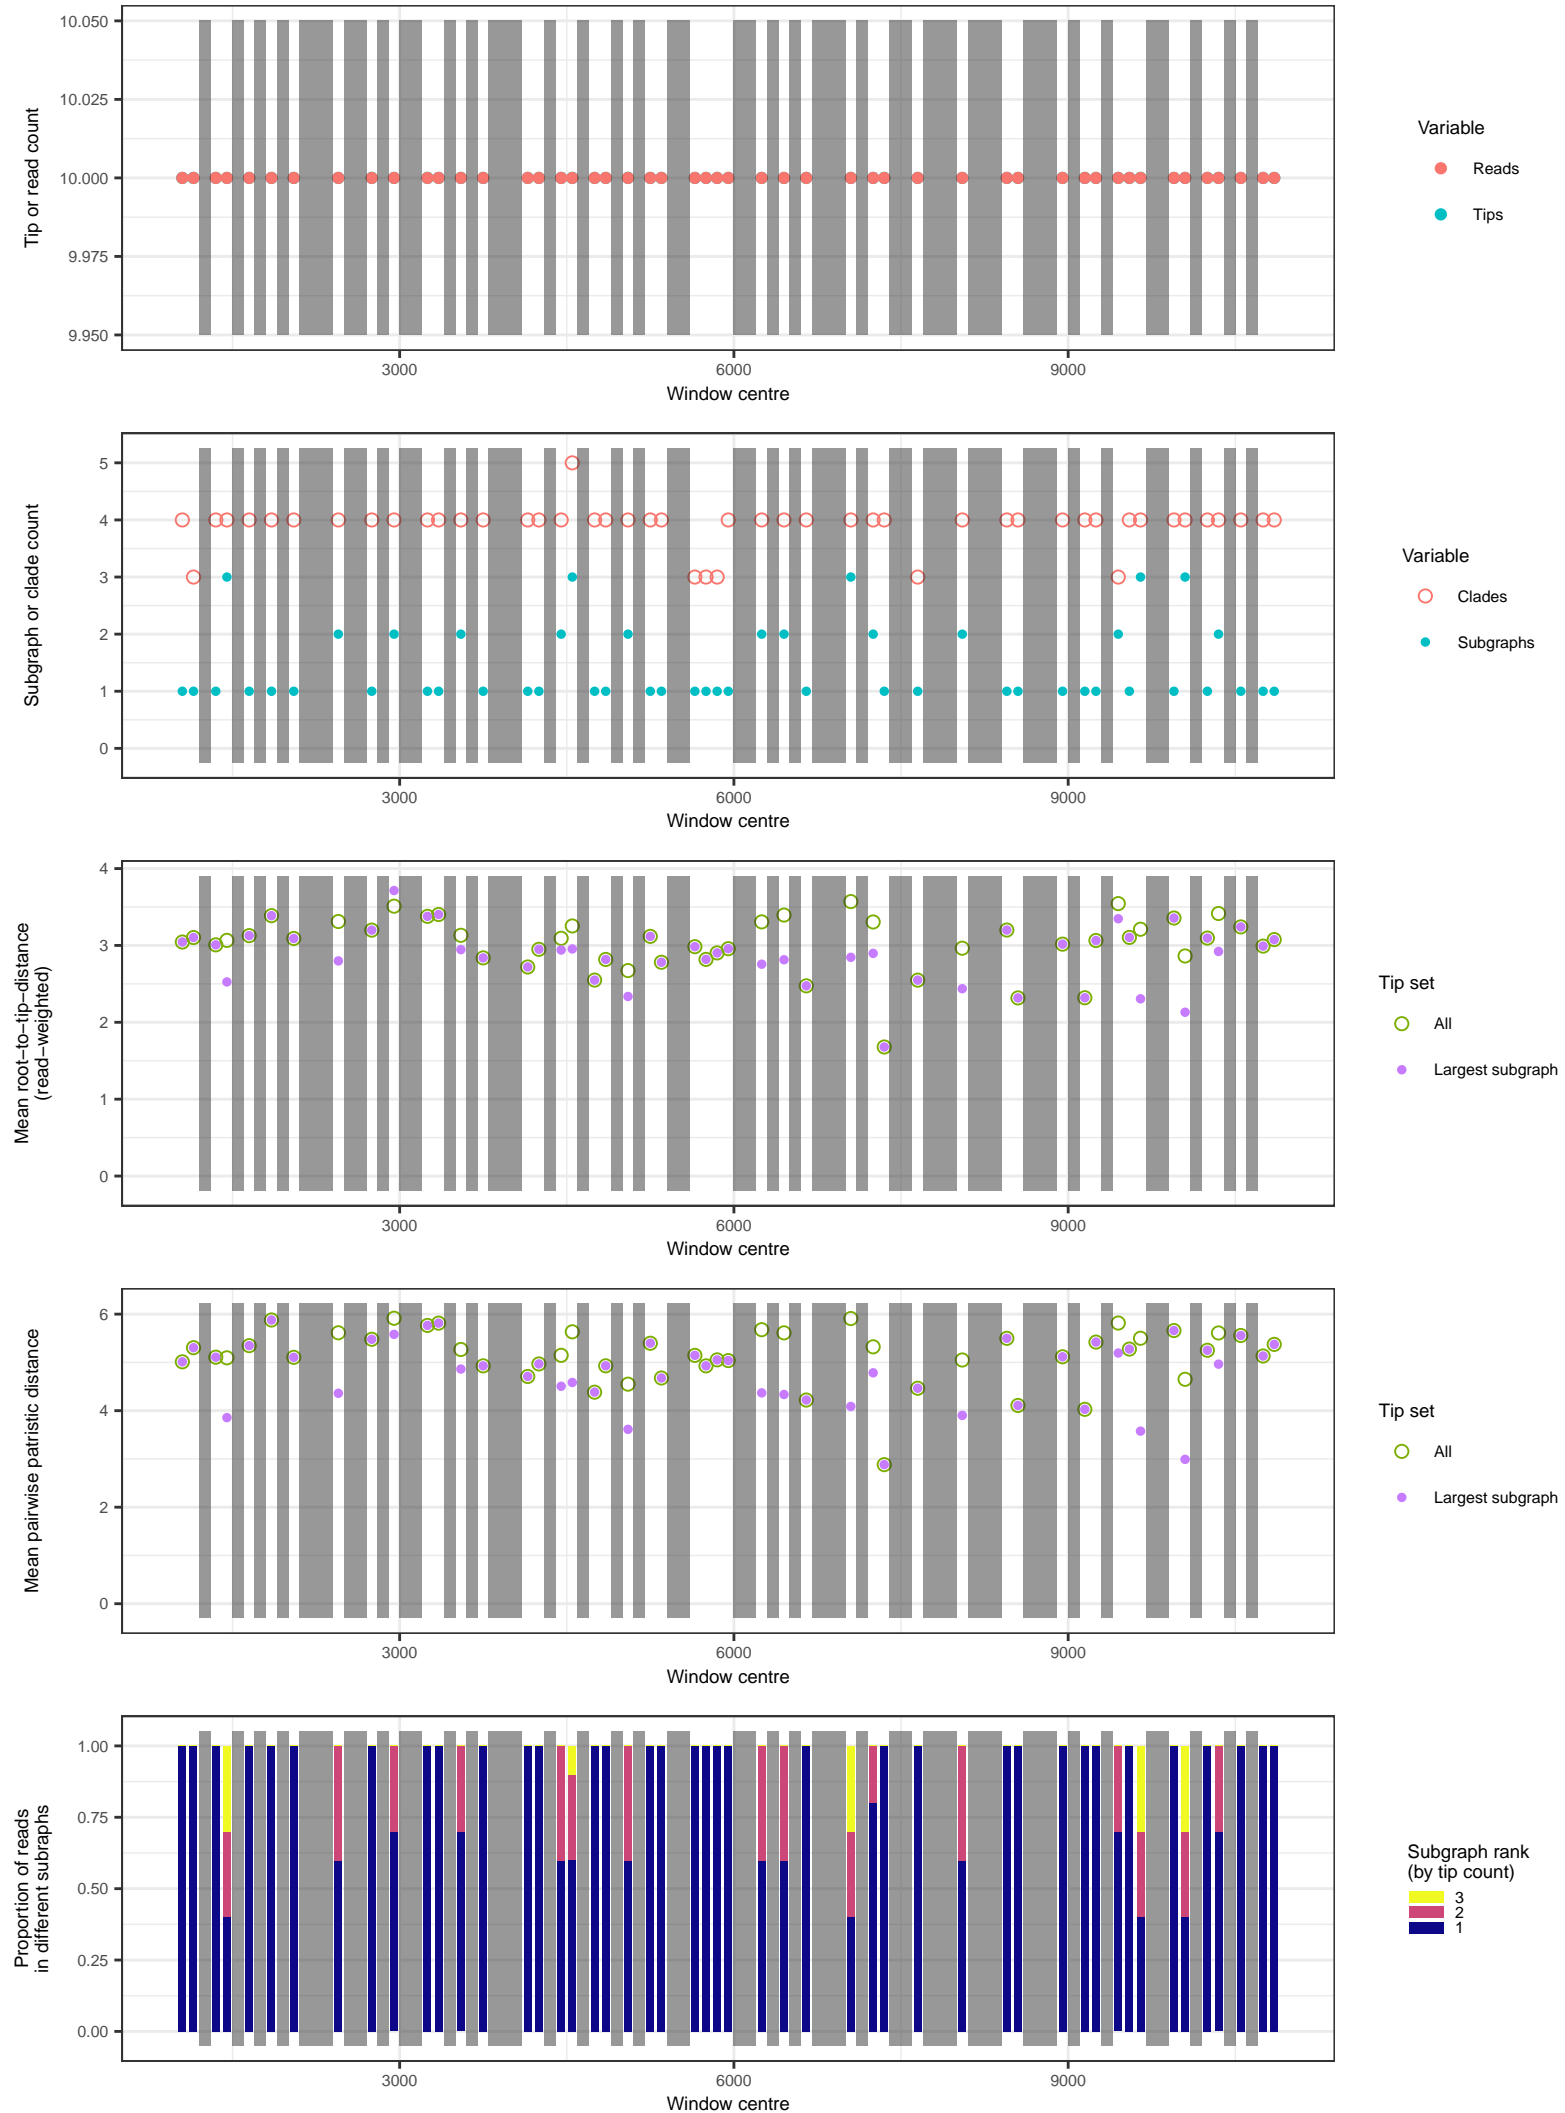 10.050
10.025
10.000
9.975
9.950
Tip or read count
3000 6000 9000
Window centre
Variable
Reads
Tips
5
4
3
2
1
0
Subgraph or clade count
3000 6000 9000
Window centre
Variable
Clades
Subgraphs
4
3
2
1
0
Mean root−to−tip−distance
(read−weighted)
3000 6000 9000
Window centre
Tip set
All
Largest subgraph
6
4
2
0
Mean pairwise patristic distance
3000 6000 9000
Window centre
Tip set
All
Largest subgraph
1.00
0.75
0.50
0.25
0.00
Proportion of reads
in different subraphs
3000 6000 9000
Window centre
Subgraph rank
(by tip count)
3
2
1